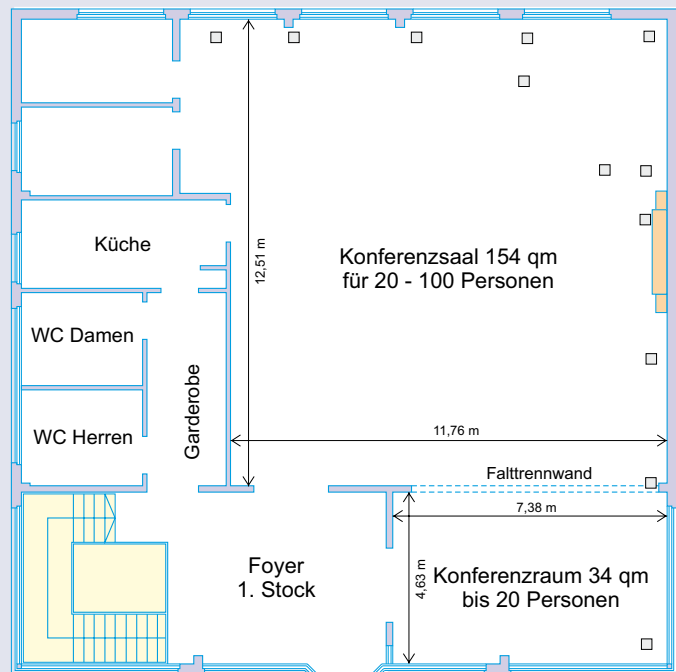 Küche
12,51 m
Konferenzsaal 154 qm
für 20 - 100 Personen
WC Damen
Garderobe
WC Herren
11,76 m
Falttrennwand
7,38 m
Foyer
1. Stock
4,63 m
Konferenzraum 34 qm
bis 20 Personen